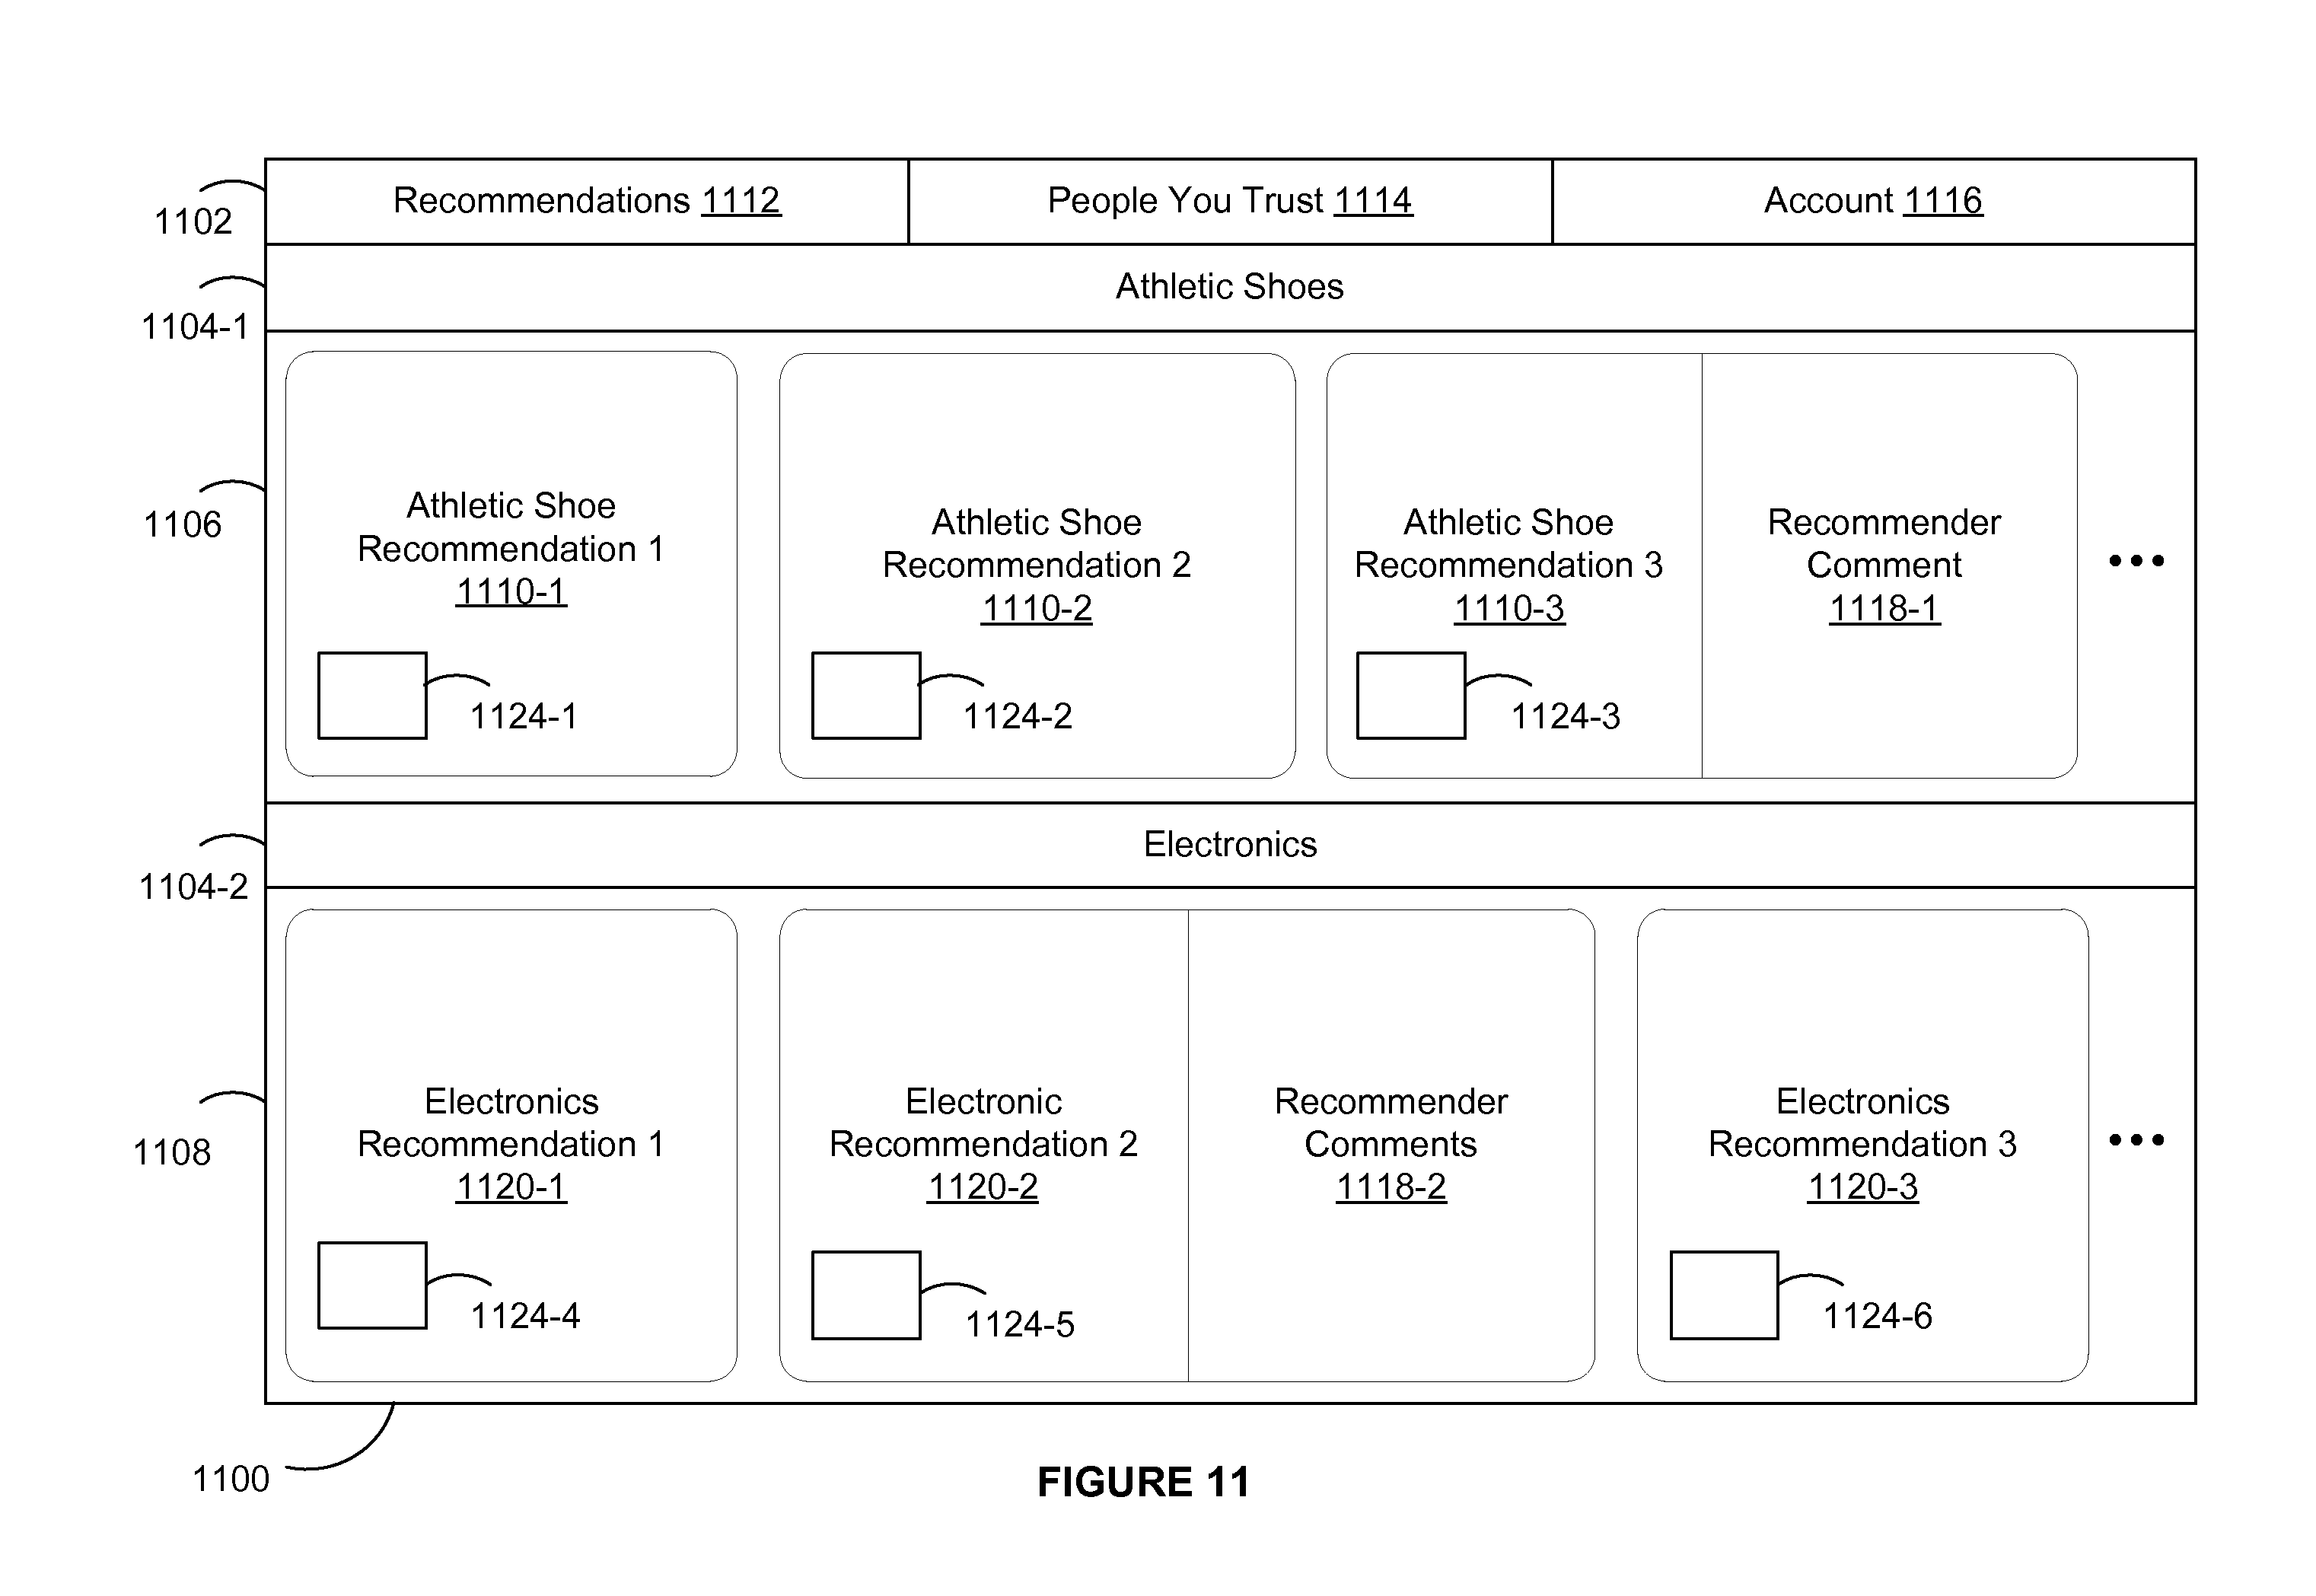 Recommendations 1112
People You Trust 1114
Account 1116
1102
Athletic Shoes
1104-1
Athletic Shoe
Recommendation 1
1110-1
1124-1
Athletic Shoe
Recommendation 2
1110-2
1124-2
Athletic Shoe
Recommendation 3
1110-3
1124-3
Recommender
Comment
1118-1
•••
1106
Electronics
1104-2
Electronics
Recommendation 1
1120-1
1124-4
Electronic
Recommendation 2
1120-2
1124-5
Recommender
Comments
1118-2
Electronics
Recommendation 3
1120-3
1124-6
•••
1108
1100
FIGURE 11